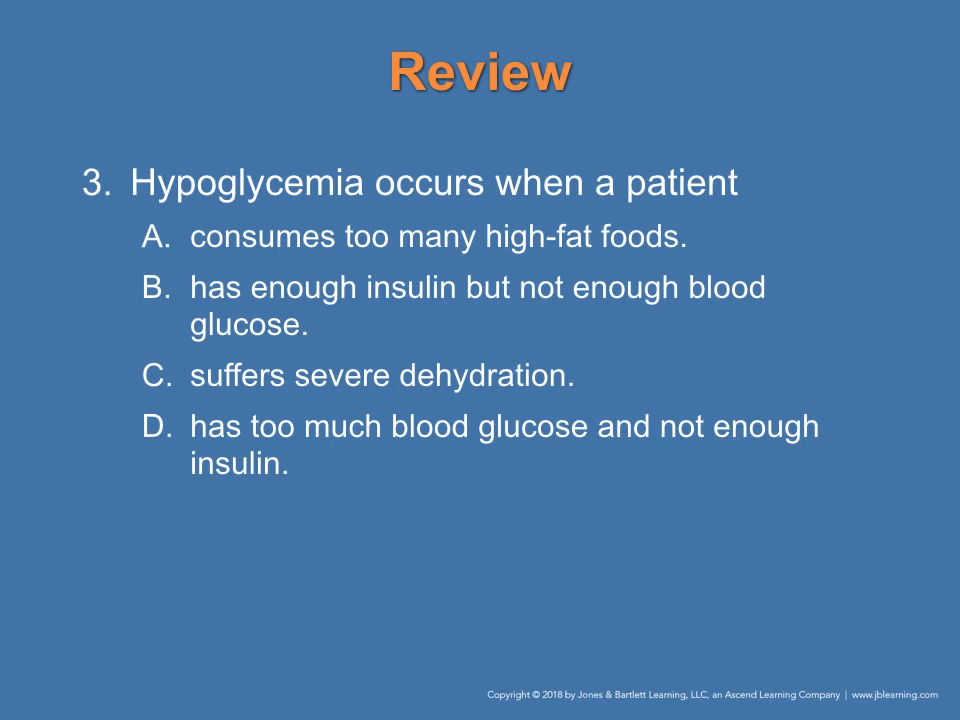 Review
3. Hypoglycemia occurs when a patient
A. consumes too many high-fat foods.
B. has enough insulin but not enough blood
glucose.
C. suffers severe dehydration.
D. has too much blood glucose and not enough
insulin.
Copyright © 2018 by Jones & Bartlett Learning, LLC, an Ascend Learning Company | www.jblearning.com